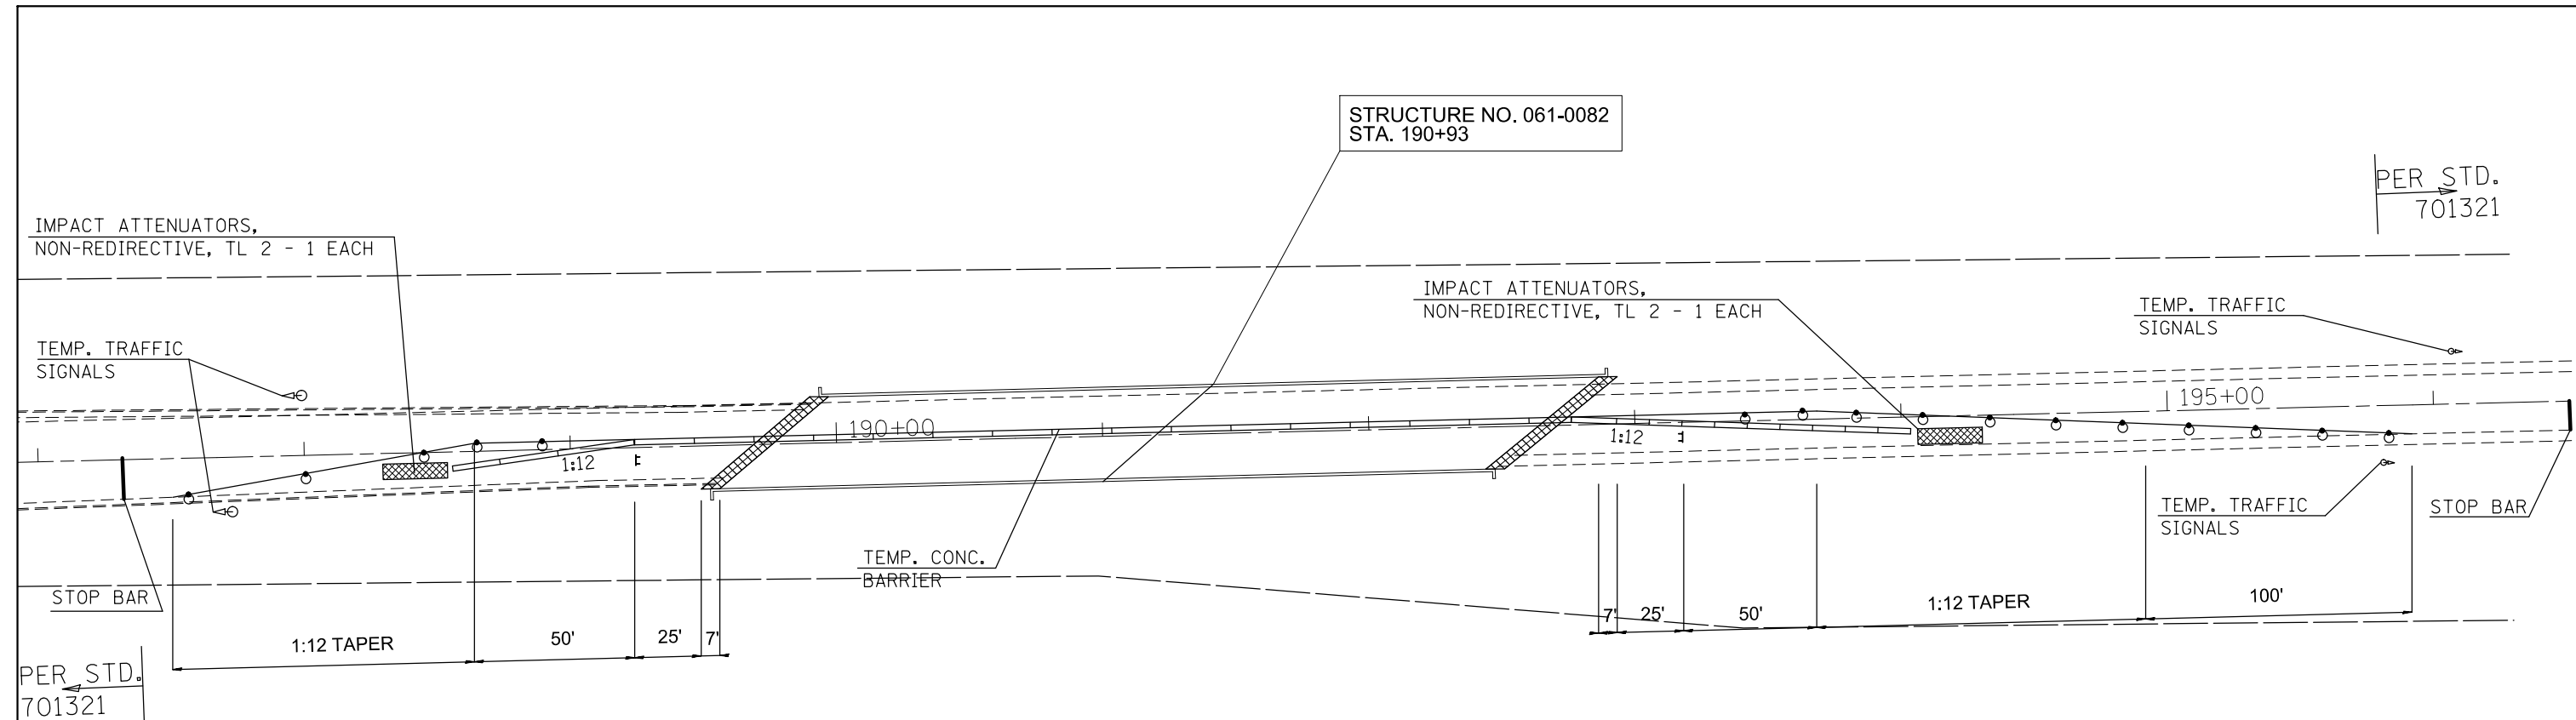 STRUCTURE NO. 061-0082
STA. 190+93
PER STD.
701321
IMPACT ATTENUATORS,
NON-REDIRECTIVE, TL 2 - 1 EACH
IMPACT ATTENUATORS,
NON-REDIRECTIVE, TL 2 - 1 EACH
TEMP. TRAFFIC
SIGNALS
TEMP. TRAFFIC
SIGNALS
195+00
190+00
1:12
1:12
TEMP. TRAFFIC
SIGNALS
STOP BAR
TEMP. CONC.
BARRIER
STOP BAR
1:12 TAPER
50'
25'
7'
7'
25'
50'
1:12 TAPER
100'
PER STD.
701321